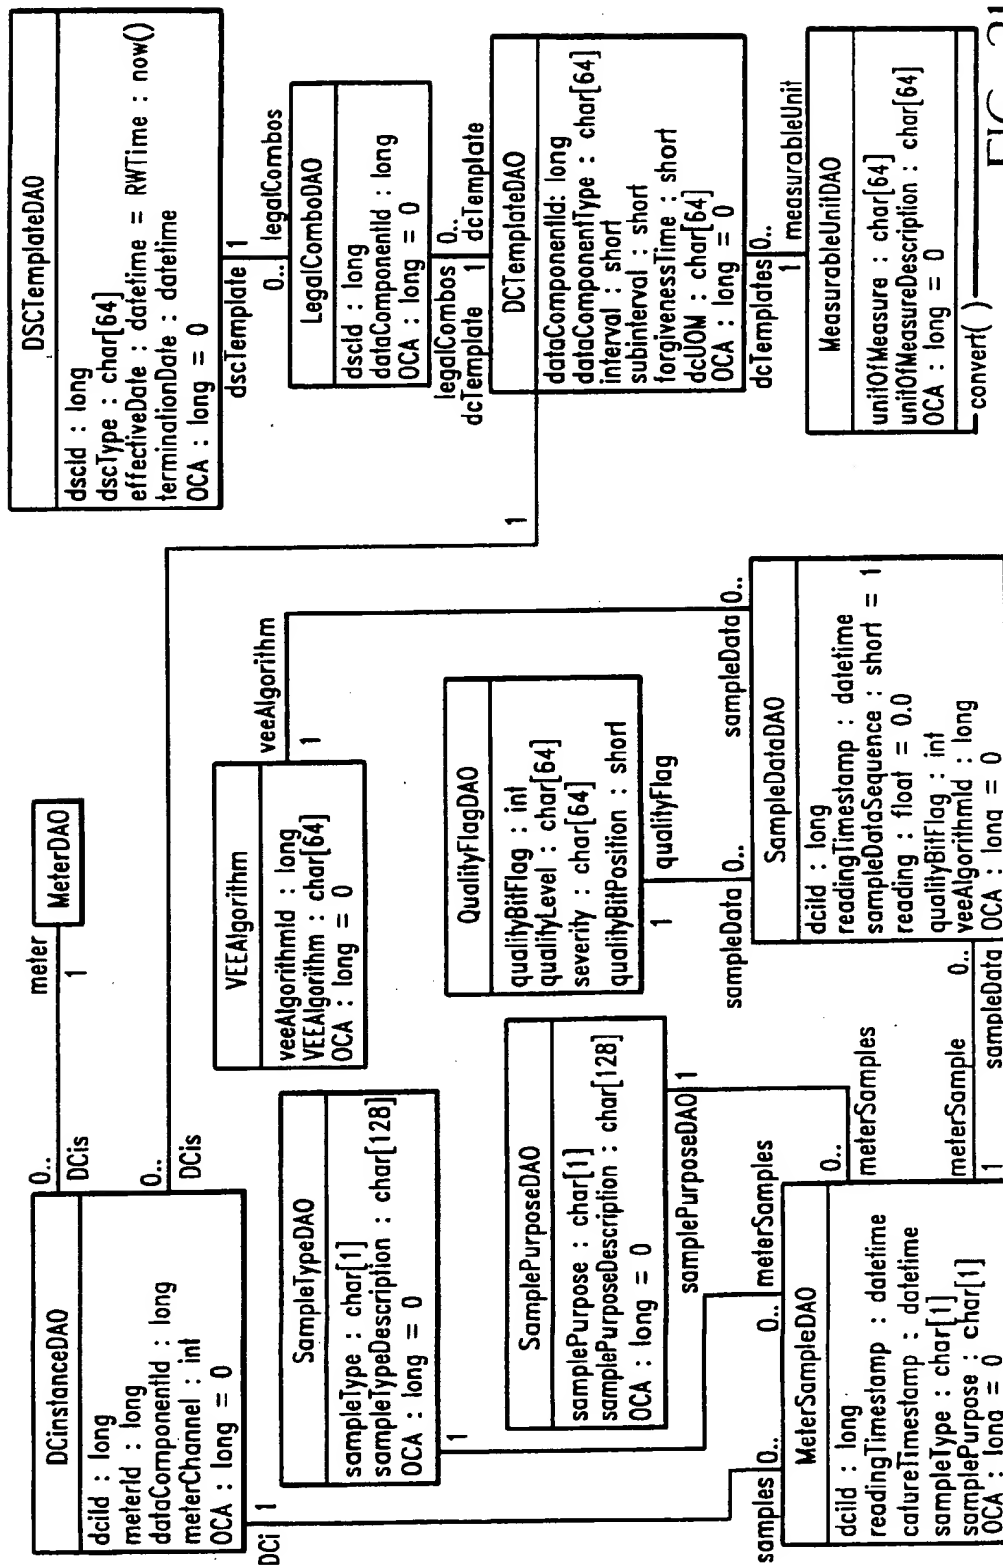 DSCTemplateDAO
dscId : long
dscType : char[64]
effectiveDate : datetime = RWTime : now()
terminationDate : datetime
OCA : long = 0
dscTemplate
1
0..
legalCombos
LegalComboDAO
dscId : long
dataComponentId : long
OCA : long = 0
legalCombos
0..
dcTemplate
1
dcTemplate
DCTemplateDAO
dataComponentId: long
dataComponentType : char[64]
interval : short
subinterval : short
forgivenessTime : short
dcUOM : char[64]
OCA : long = 0
dcTemplates
0..
1
measurableUnit
MeasurableUnitDAO
unitOfMeasure : char[64]
unitOfMeasureDescription : char[64]
OCA : long = 0
convert( )
1
MeterDAO
meter
1
0..
DCis
0..
DCis
DCinstanceDAO
dciId : long
meterId : long
dataComponentId : long
meterChannel : int
OCA : long = 0
1
DCi
VEEAlgorithm
veeAlgorithmId : long
VEEAlgorithm : char[64]
OCA : long = 0
veeAlgorithm
1
sampleData
0..
SampleTypeDAO
sampleType : char[1]
sampleTypeDescription : char[128]
OCA : long = 0
1
QualityFlagDAO
qualityBitFlag : int
qualityLevel : char[64]
severity : char[64]
qualityBitPosition : short
1
qualityFlag
sampleData
0..
SamplePurposeDAO
samplePurpose : char[1]
samplePurposeDescription : char[128]
OCA : long = 0
samplePurposeDAO
1
SampleDataDAO
dciId : long
readingTimestamp : datetime
sampleDataSequence : short = 1
reading : float = 0.0
qualityBitFlag : int
veeAlgorithmId : long
OCA : long = 0
0..
sampleData
meterSample
1
0..
meterSamples
0..
meterSamples
samples
0..
MeterSampleDAO
dciId : long
readingTimestamp : datetime
catureTimestamp : datetime
sampleType : char[1]
samplePurpose : char[1]
OCA : long = 0